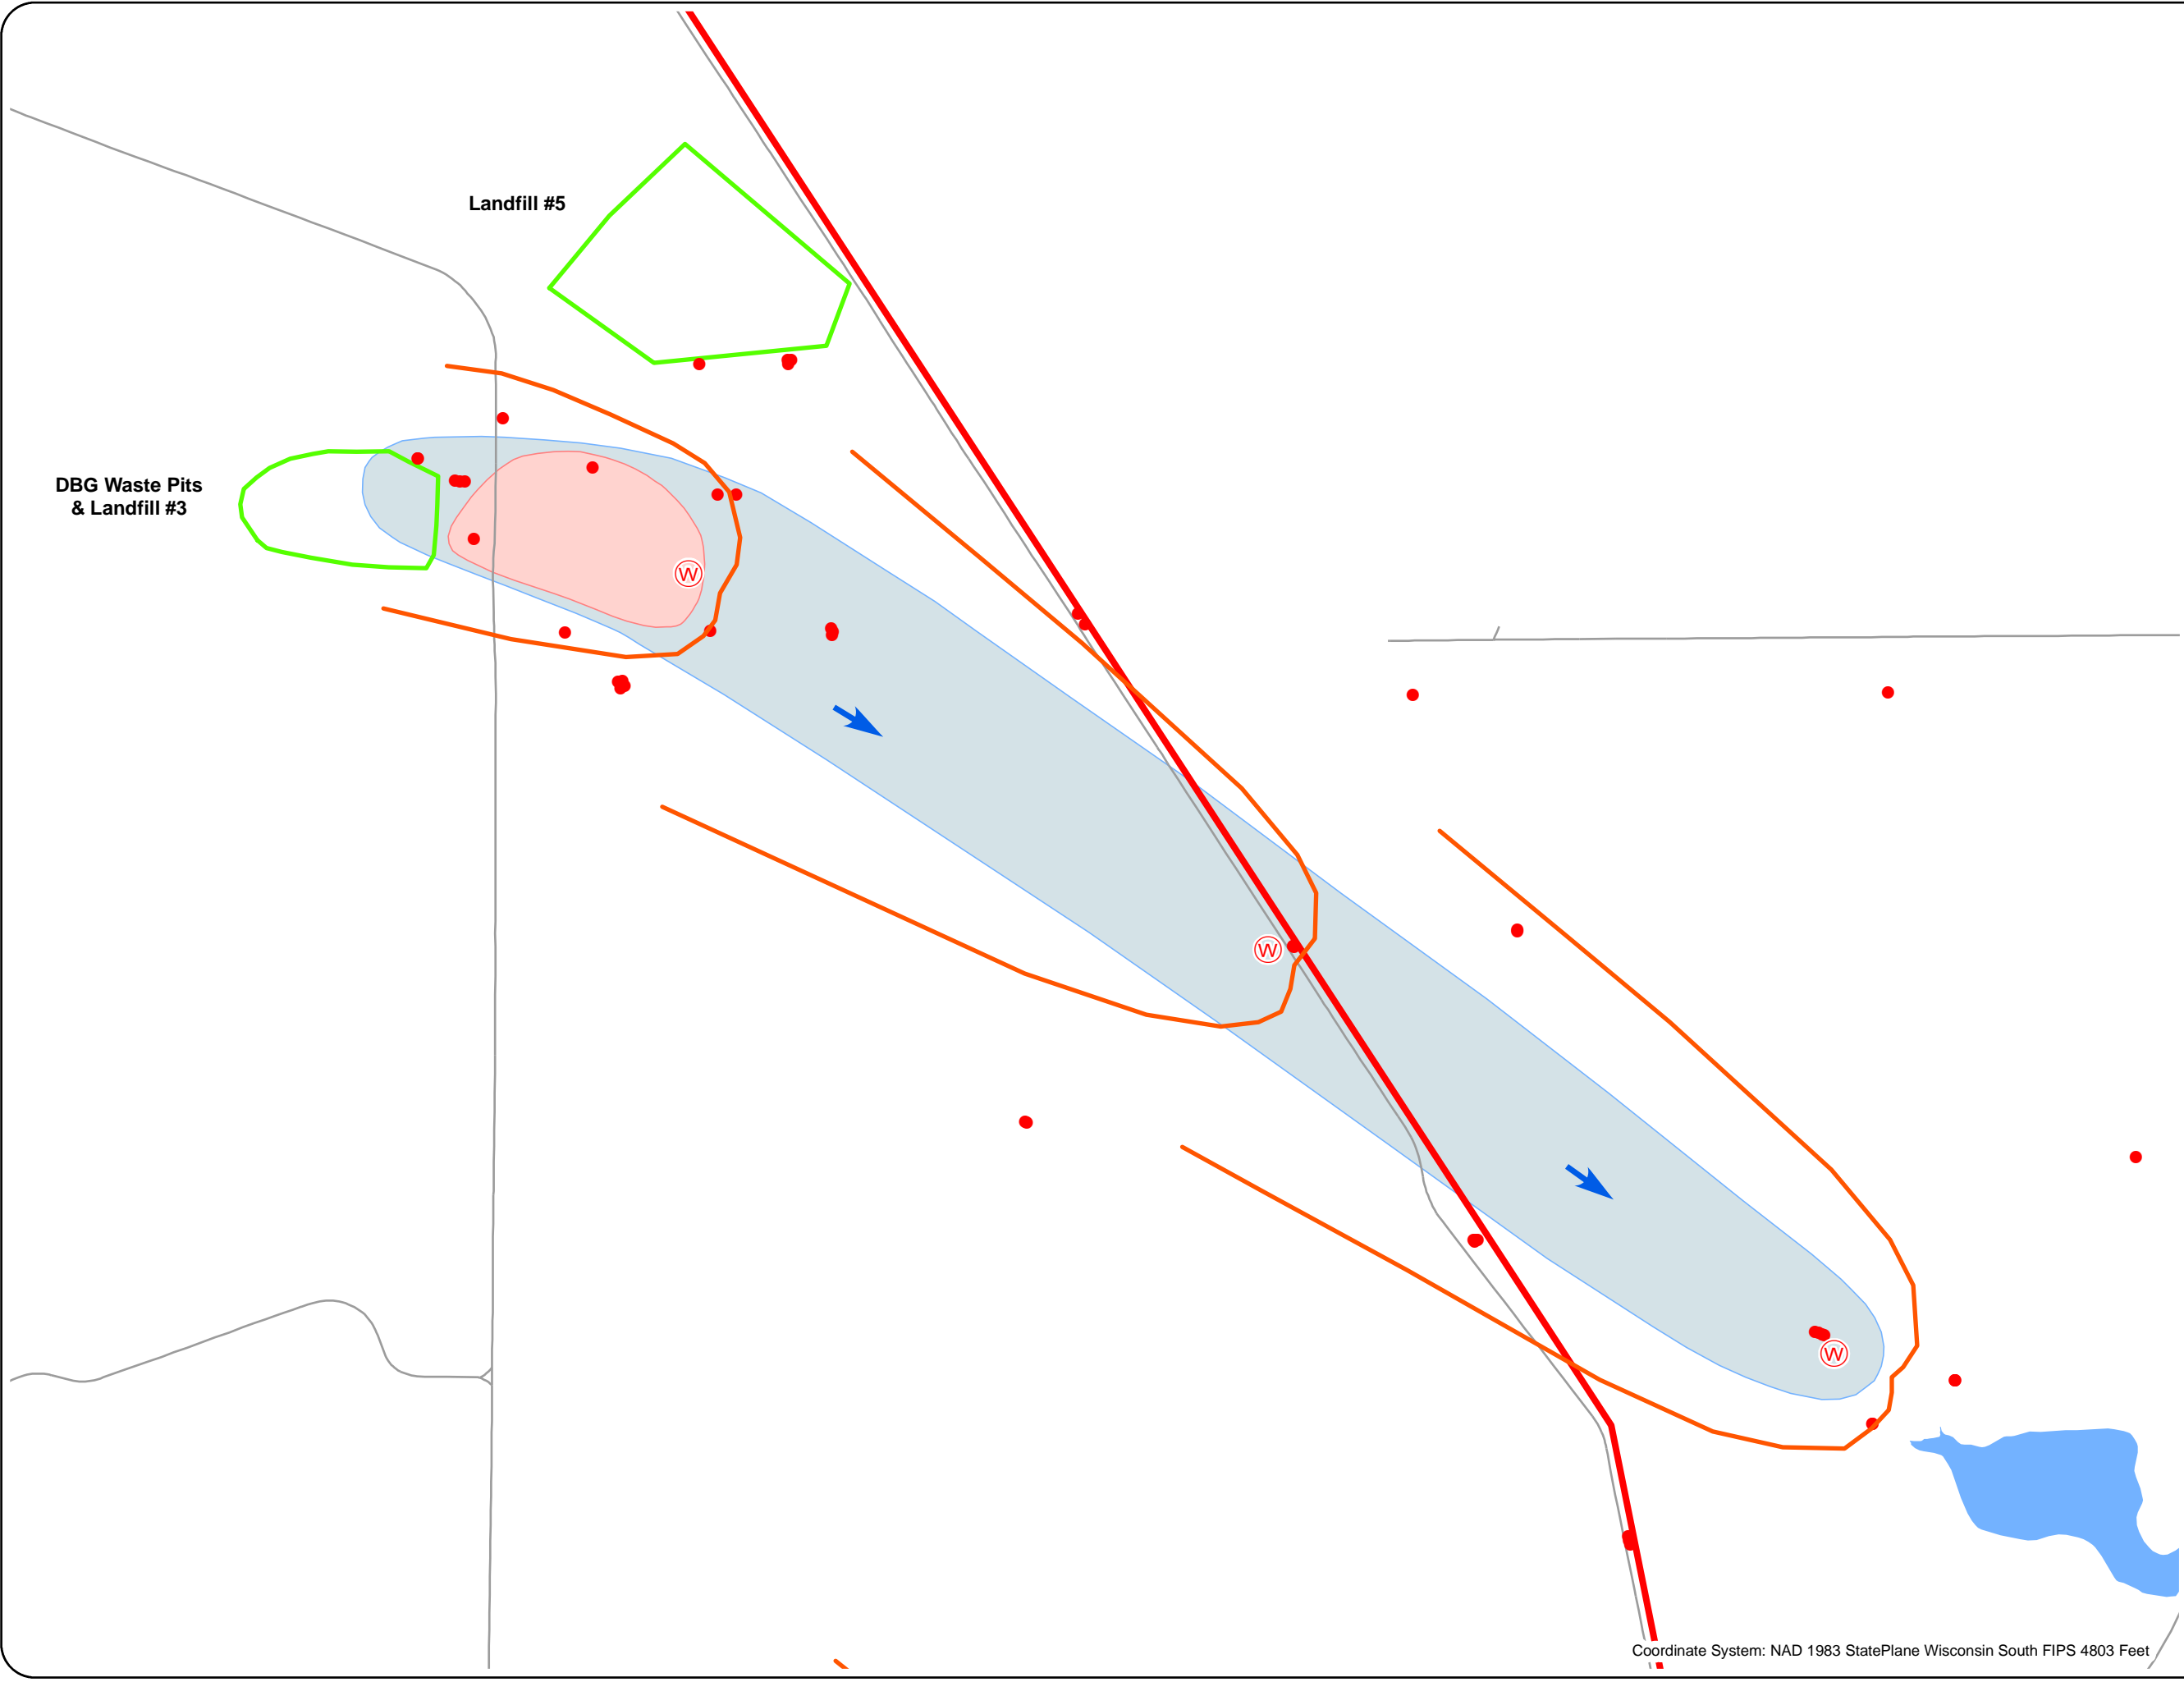 Landfill #5
DBG Waste Pits
& Landfill #3
W
W
W
Coordinate System: NAD 1983 StatePlane Wisconsin South FIPS 4803 Feet